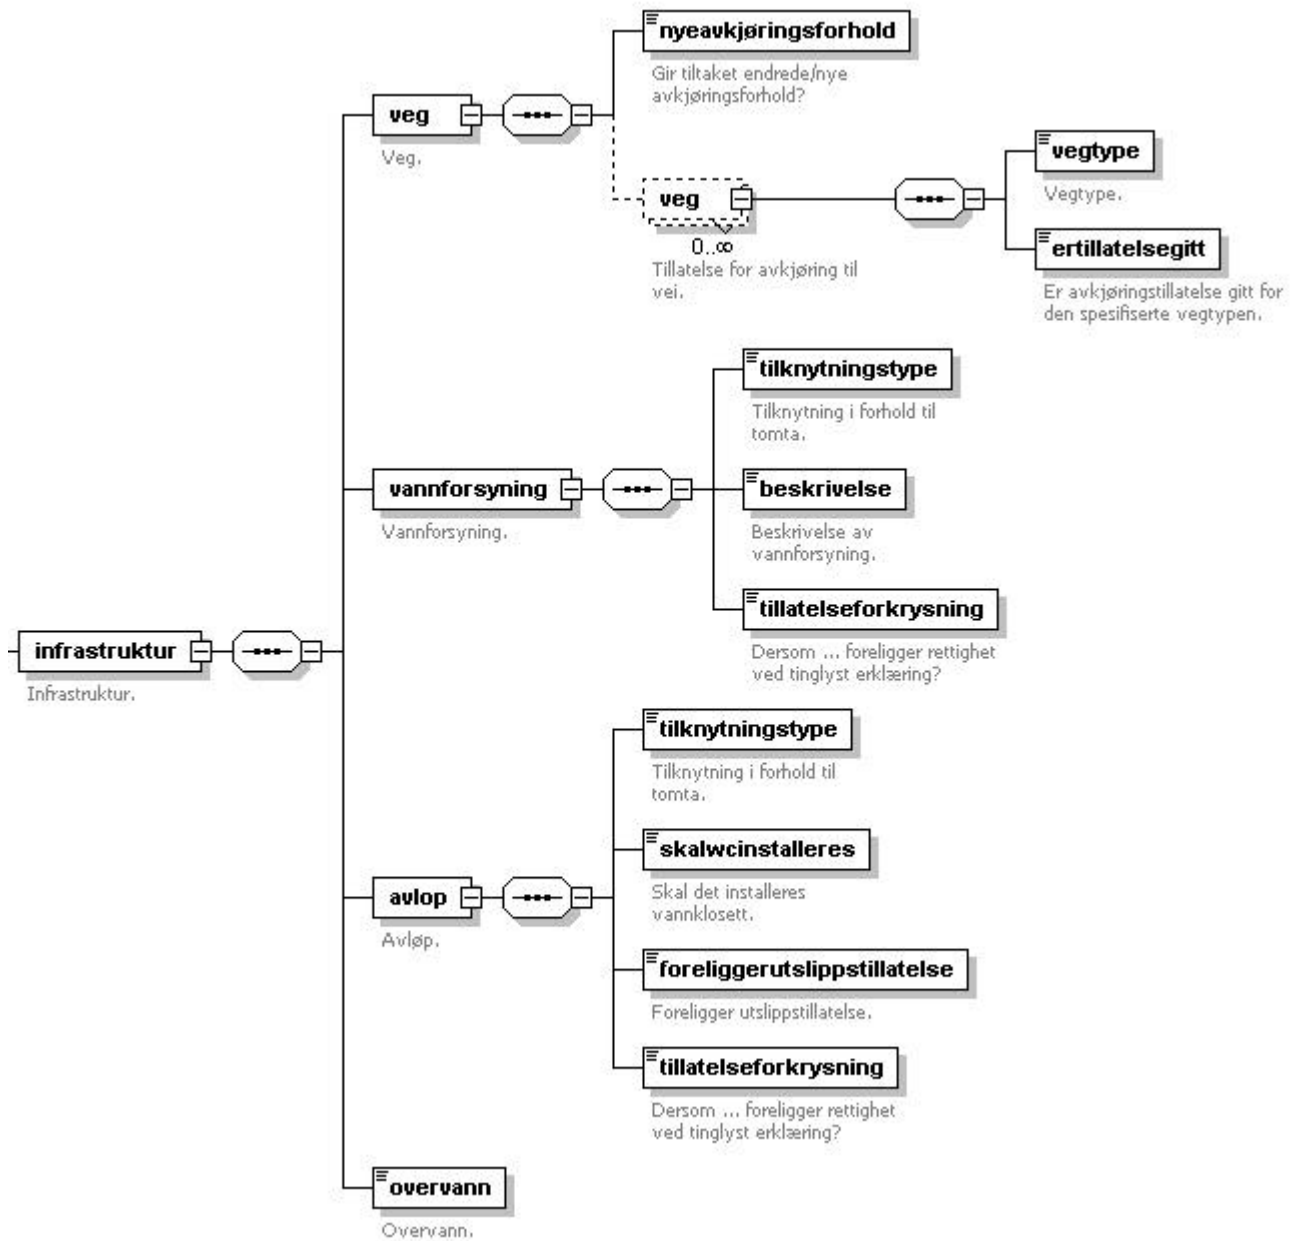 nyeavkjøringsforhold
Gir tiltaket endrede/nye
avkjøringsforhold?
veg
Veg.
veg
0..∞
Tillatelse for avkjøring til
vei.
vegtype
Vegtype.
ertillatelsegitt
Er avkjøringstillatelse gitt for
den spesifiserte vegtypen.
tilknytningstype
Tilknytning i forhold til
tomta.
vannforsyning
Vannforsyning.
beskrivelse
Beskrivelse av
vannforsyning.
tillatelseforkrysning
Dersom ... foreligger rettighet
ved tinglyst erklæring?
infrastruktur
Infrastruktur.
tilknytningstype
Tilknytning i forhold til
tomta.
skalwcinstalleres
Skal det installeres
vannklosett.
avlop
Avløp.
foreliggerutslippstillatelse
Foreligger utslippstillatelse.
tillatelseforkrysning
Dersom ... foreligger rettighet
ved tinglyst erklæring?
overvann
Overvann.